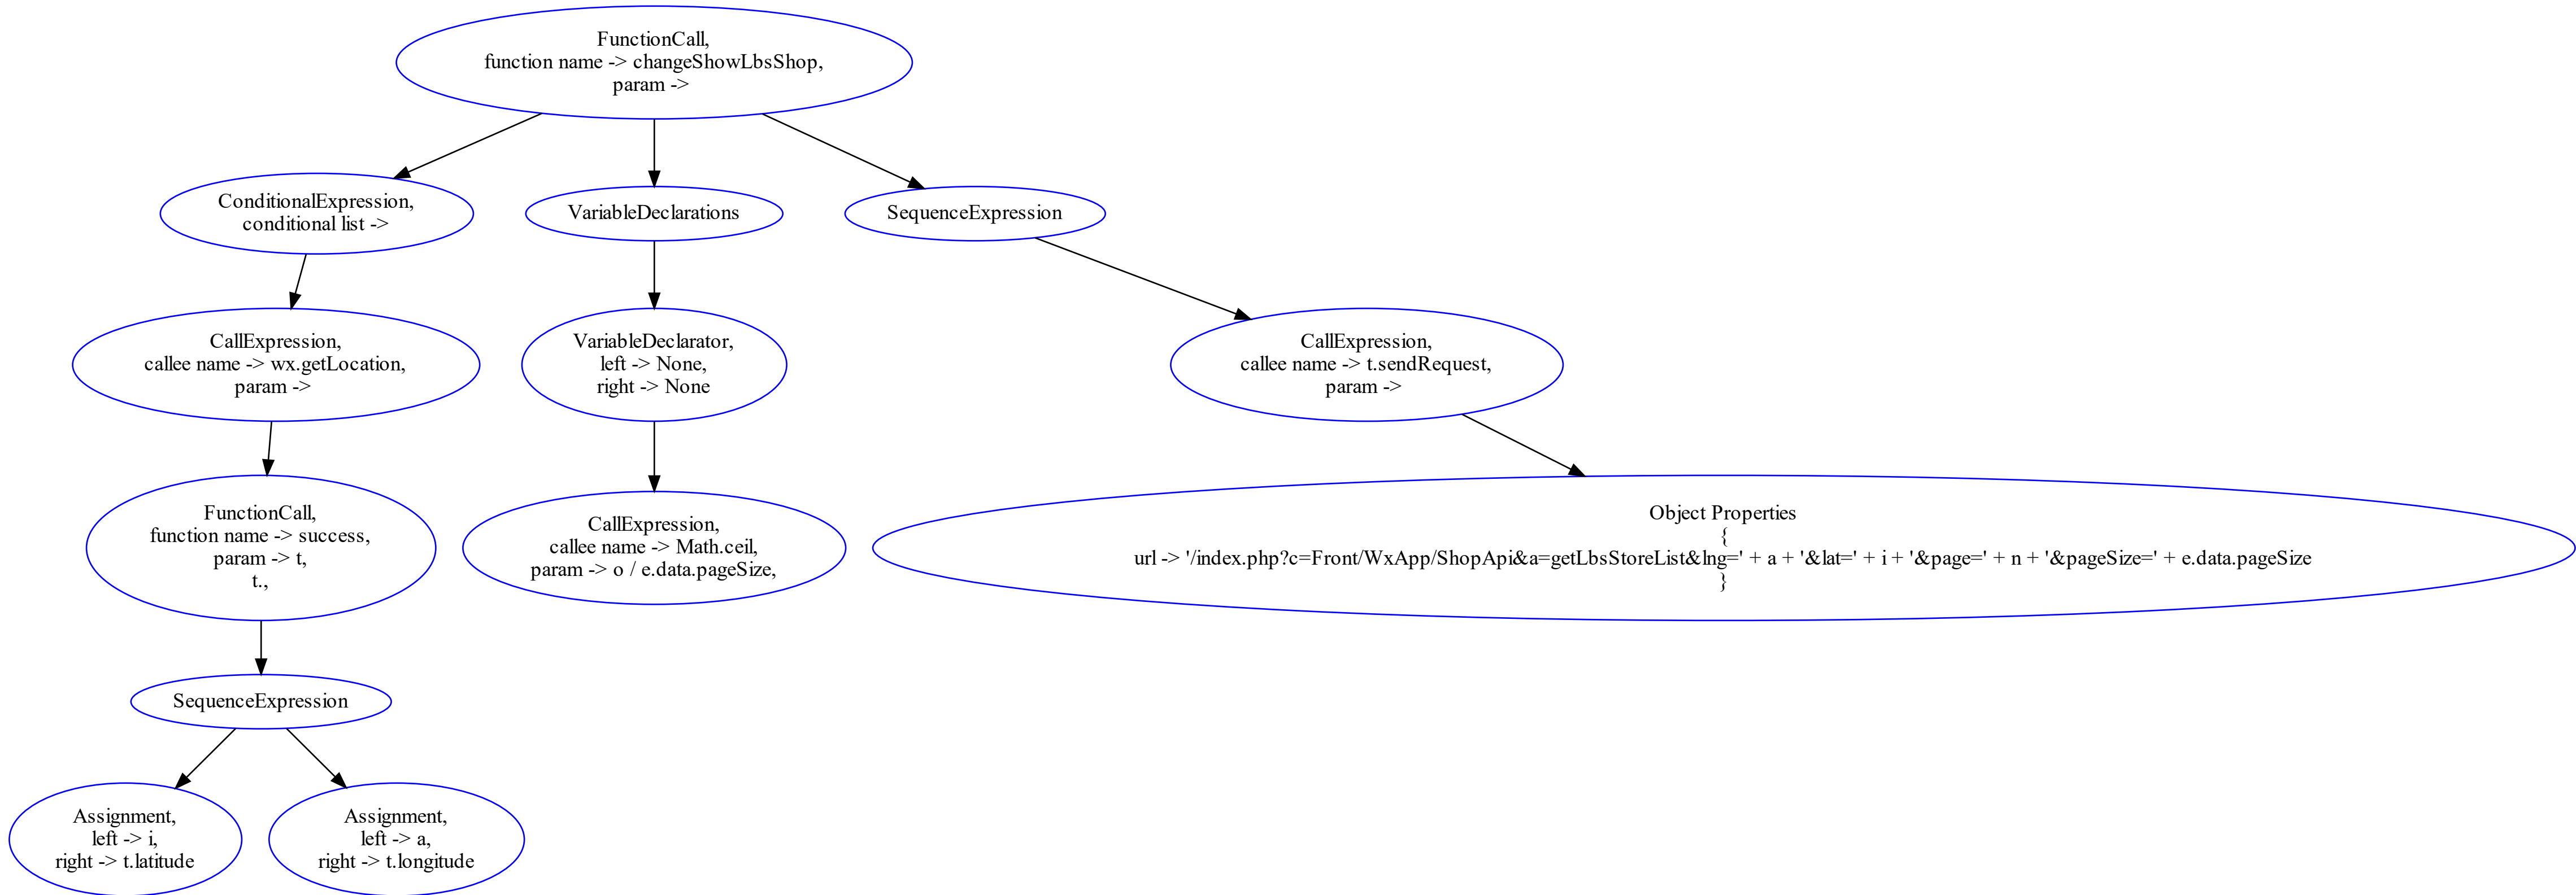 FunctionCall,
function name -> changeShowLbsShop,
param ->
ConditionalExpression,
conditional list ->
VariableDeclarations
SequenceExpression
CallExpression,
callee name -> wx.getLocation,
param ->
VariableDeclarator,
left -> None,
right -> None
CallExpression,
callee name -> t.sendRequest,
param ->
FunctionCall,
function name -> success,
param -> t,
t.,
CallExpression,
callee name -> Math.ceil,
param -> o / e.data.pageSize,
Object Properties
{
url -> '/index.php?c=Front/WxApp/ShopApi&a=getLbsStoreList&lng=' + a + '&lat=' + i + '&page=' + n + '&pageSize=' + e.data.pageSize
}
SequenceExpression
Assignment,
left -> i,
right -> t.latitude
Assignment,
left -> a,
right -> t.longitude